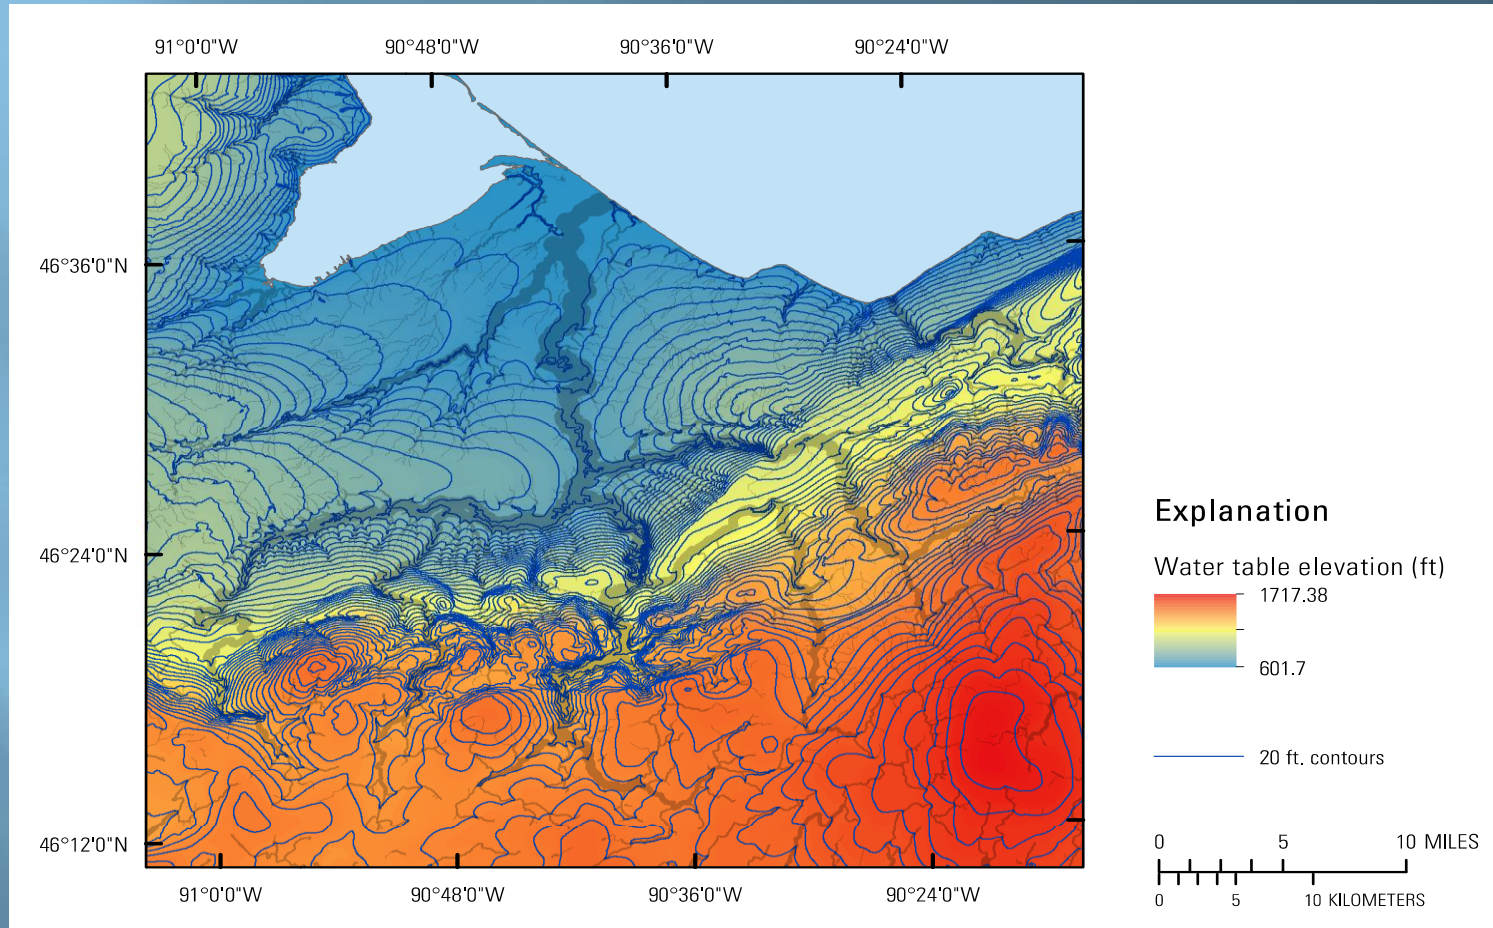 91°0'0"W 90°48'0"W 90°36'0"W 90°24'0"W
46°36'0"N
46°24'0"N
46°12'0"N
91°0'0"W 90°48'0"W 90°36'0"W 90°24'0"W
Explanation
Water table elevation (ft)
1717.38
601.7
20 ft. contours
0 5 10 MILES
0 5 10 KILOMETERS